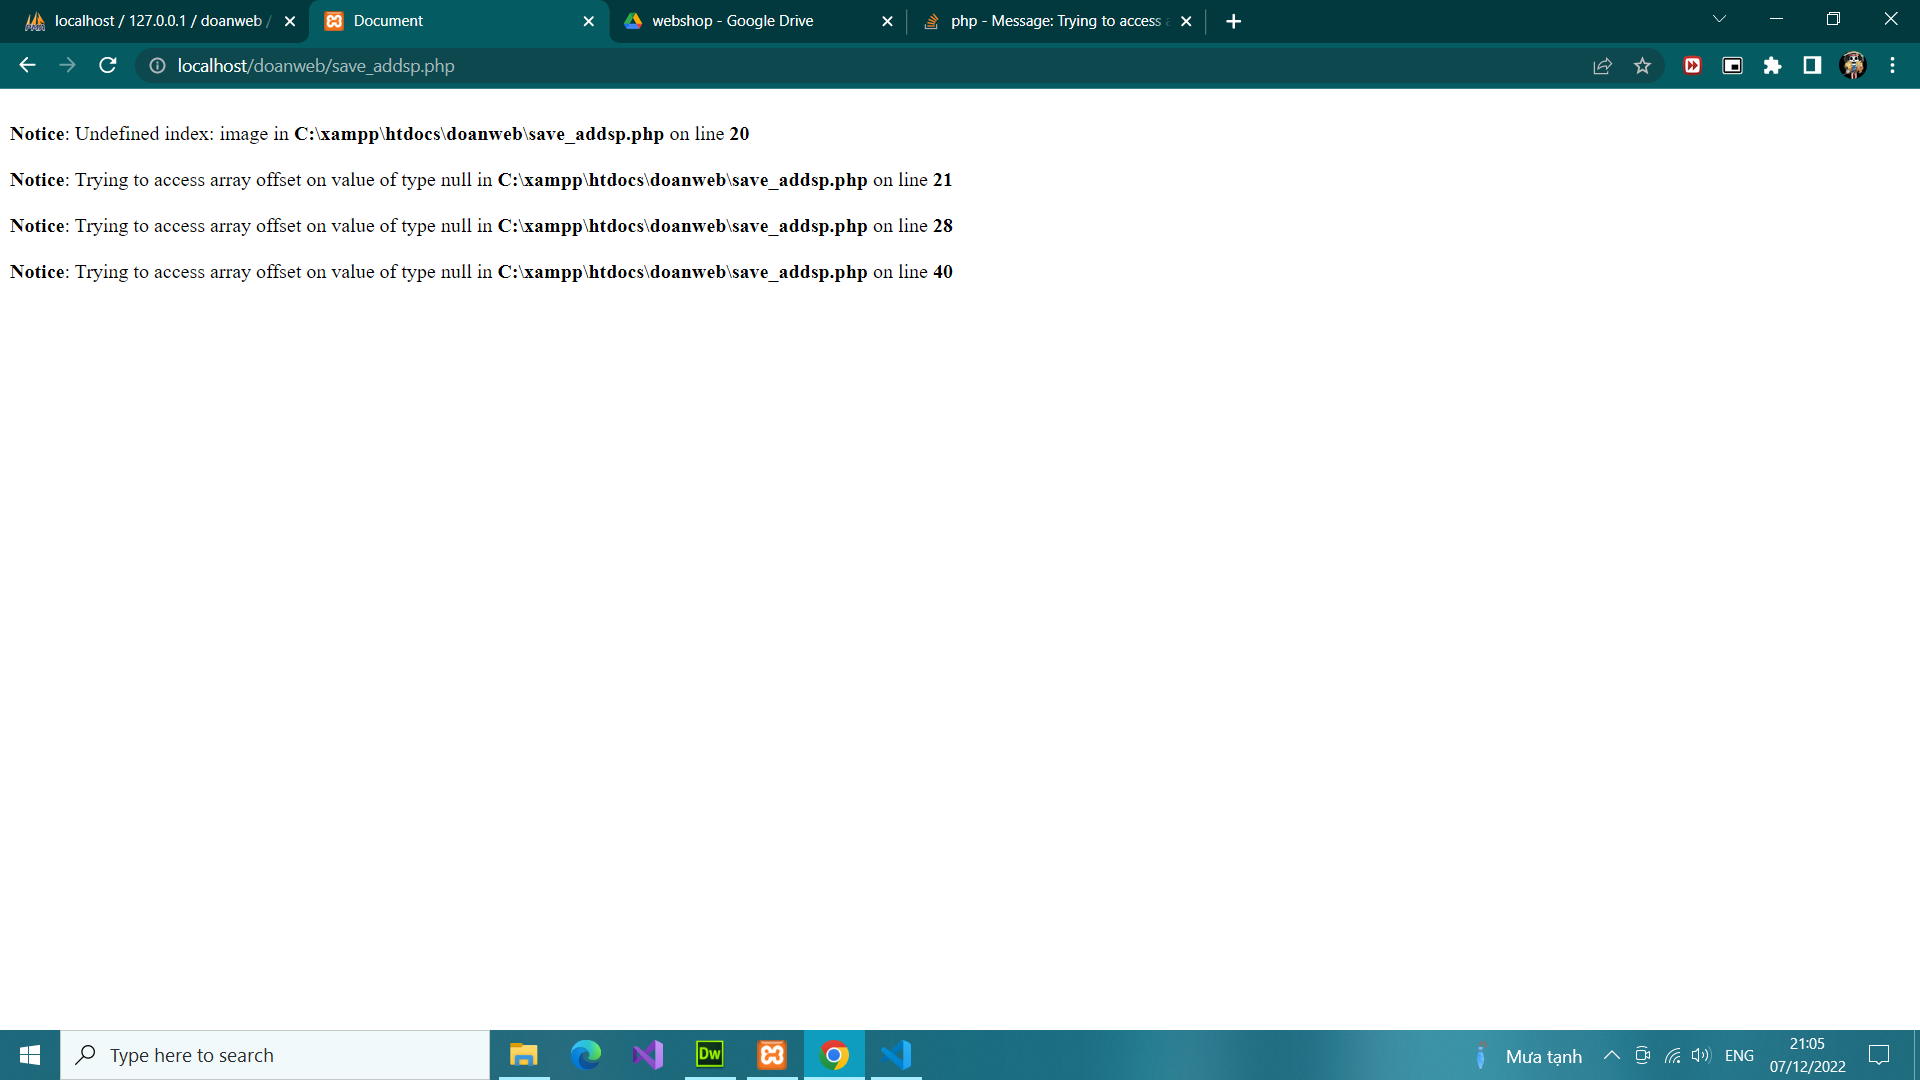 localhost / 127.0.0.1 / doanweb /
Document
webshop - Google Drive
php - Message: Trying to access a
localhost/doanweb/save_addsp.php
Notice: Undefined index: image in C:\xampp\htdocs\doanweb\save_addsp.php on line 20
Notice: Trying to access array offset on value of type null in C:\xampp\htdocs\doanweb\save_addsp.php on line 21
Notice: Trying to access array offset on value of type null in C:\xampp\htdocs\doanweb\save_addsp.php on line 28
Notice: Trying to access array offset on value of type null in C:\xampp\htdocs\doanweb\save_addsp.php on line 40
Type here to search
Dw
Mưa tạnh
ENG
21:05
07/12/2022